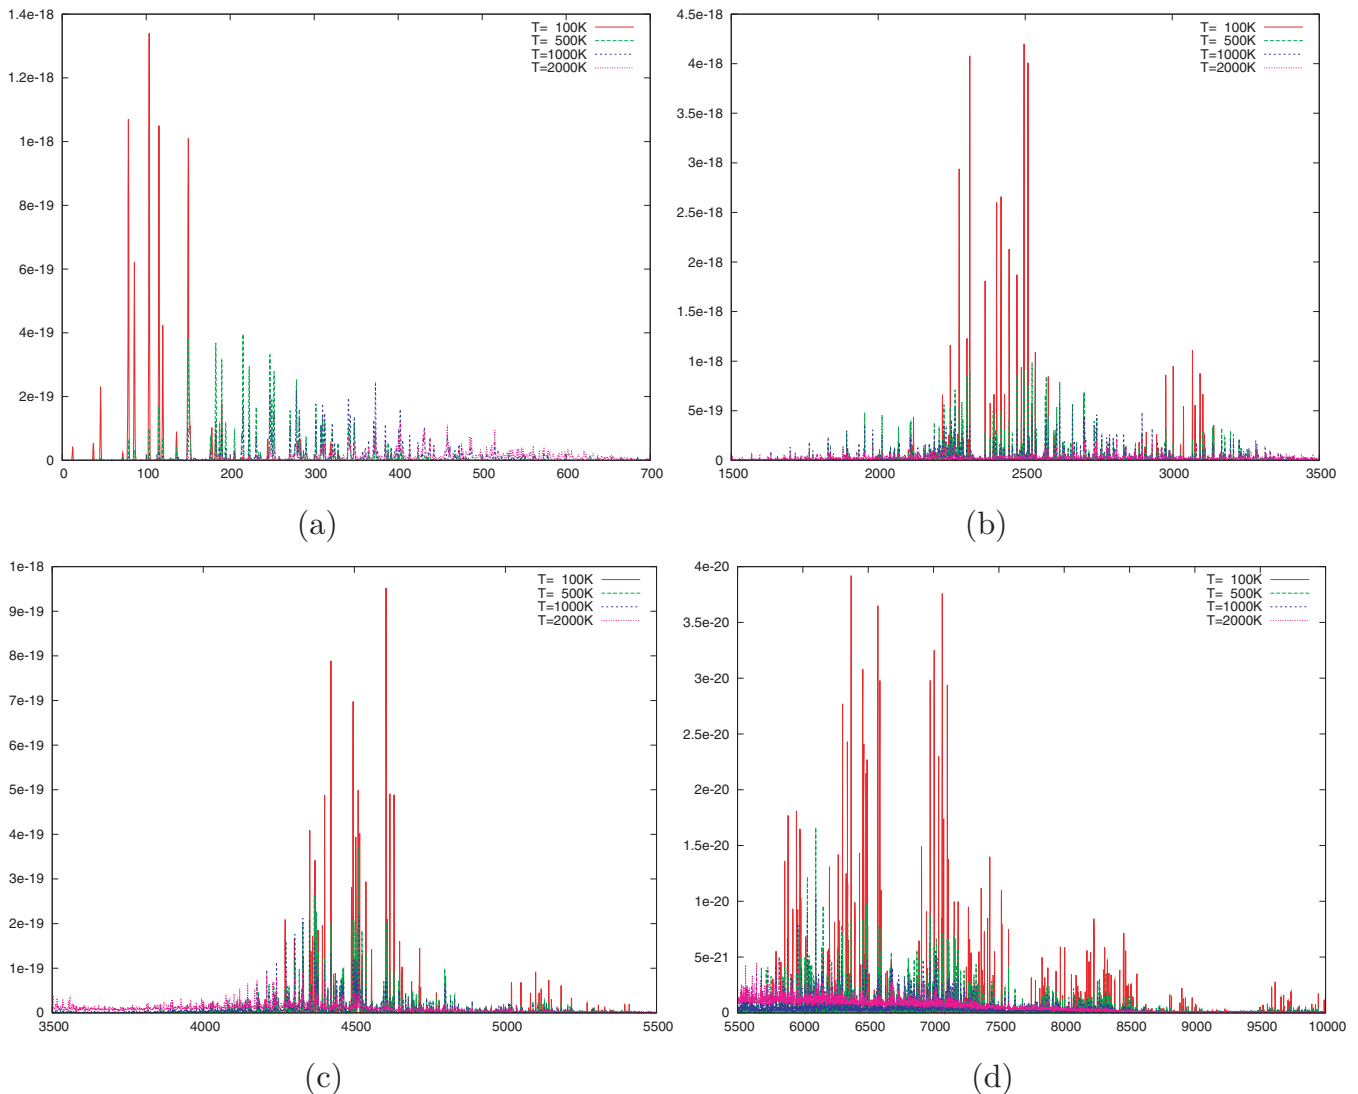 1.4e-18
1.2e-18
1e-18
8e-19
6e-19
4e-19
2e-19
0
0 100 200 300 400 500 600 700
T= 100K
T= 500K
T=1000K
T=2000K
(a)
4.5e-18
4e-18
3.5e-18
3e-18
2.5e-18
2e-18
1.5e-18
1e-18
5e-19
0
1500 2000 2500 3000 3500
T= 100K
T= 500K
T=1000K
T=2000K
(b)
1e-18
9e-19
8e-19
7e-19
6e-19
5e-19
4e-19
3e-19
2e-19
1e-19
0
3500 4000 4500 5000 5500
T= 100K
T= 500K
T=1000K
T=2000K
(c)
4e-20
3.5e-20
3e-20
2.5e-20
2e-20
1.5e-20
1e-20
5e-21
0
5500 6000 6500 7000 7500 8000 8500 9000 9500 10000
T= 100K
T= 500K
T=1000K
T=2000K
(d)